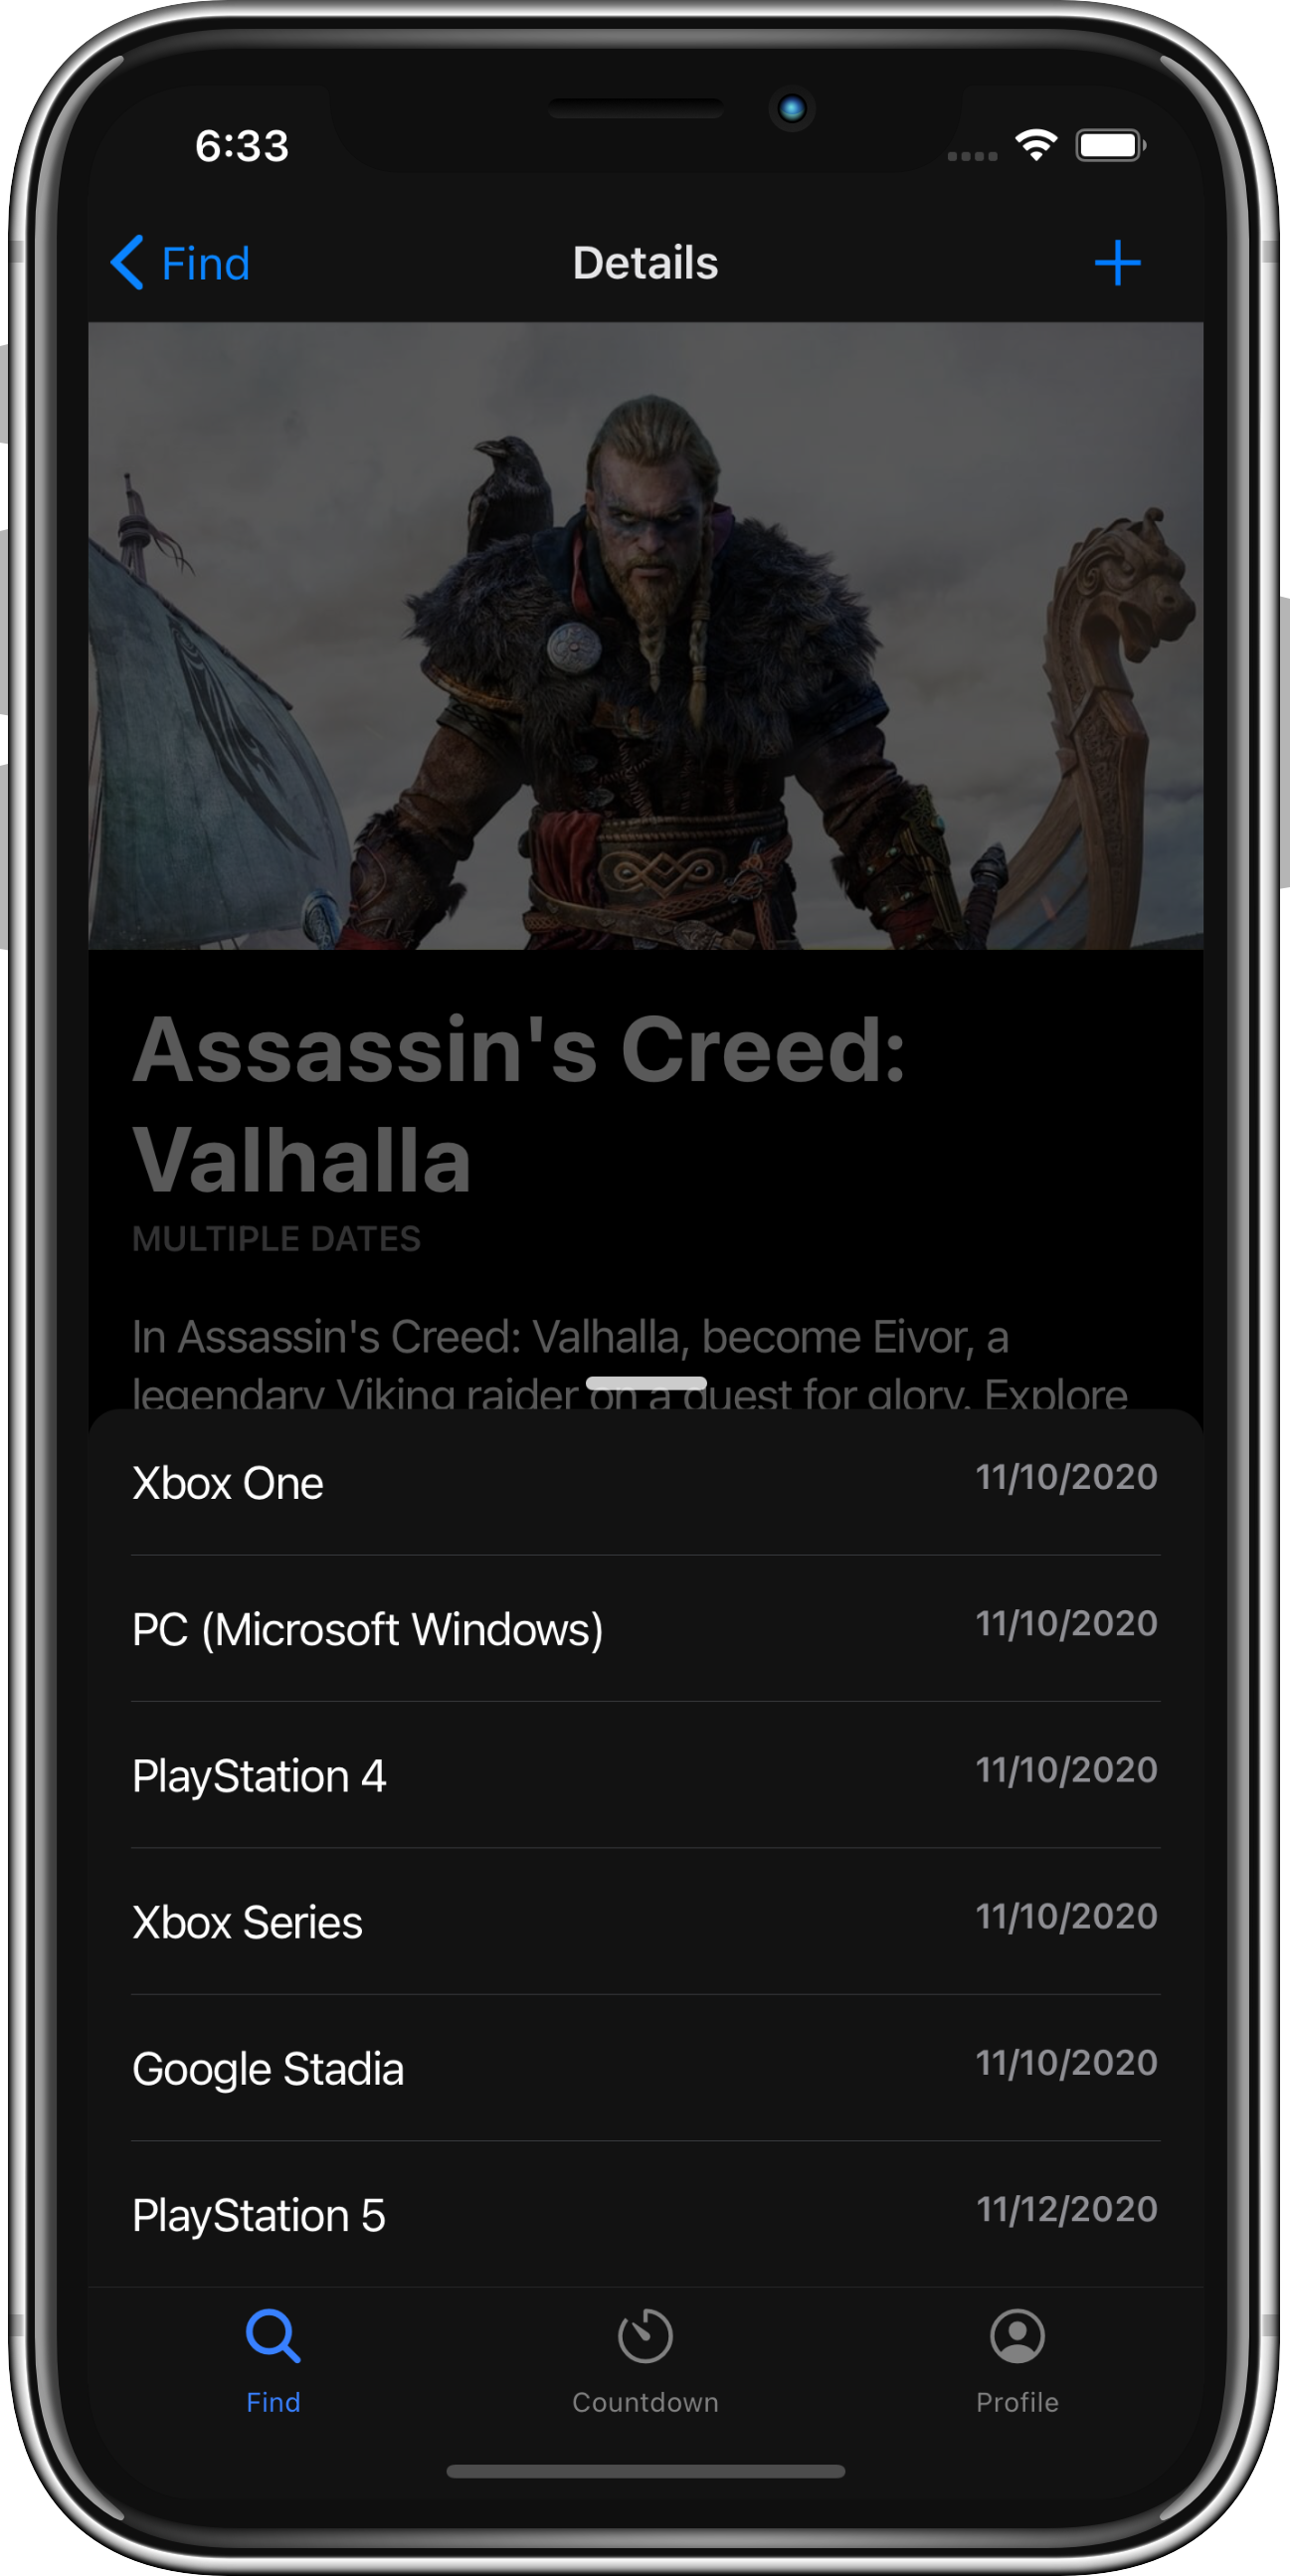 6:33
Find
Details
Assassin's Creed:
Valhalla
MULTIPLE DATES
In Assassin's Creed: Valhalla, become Eivor, a
legendary Viking raider on a quest for glory. Explore
Xbox One 11/10/2020
PC (Microsoft Windows) 11/10/2020
PlayStation 4 11/10/2020
Xbox Series 11/10/2020
Google Stadia 11/10/2020
PlayStation 5 11/12/2020
Find Countdown Profile